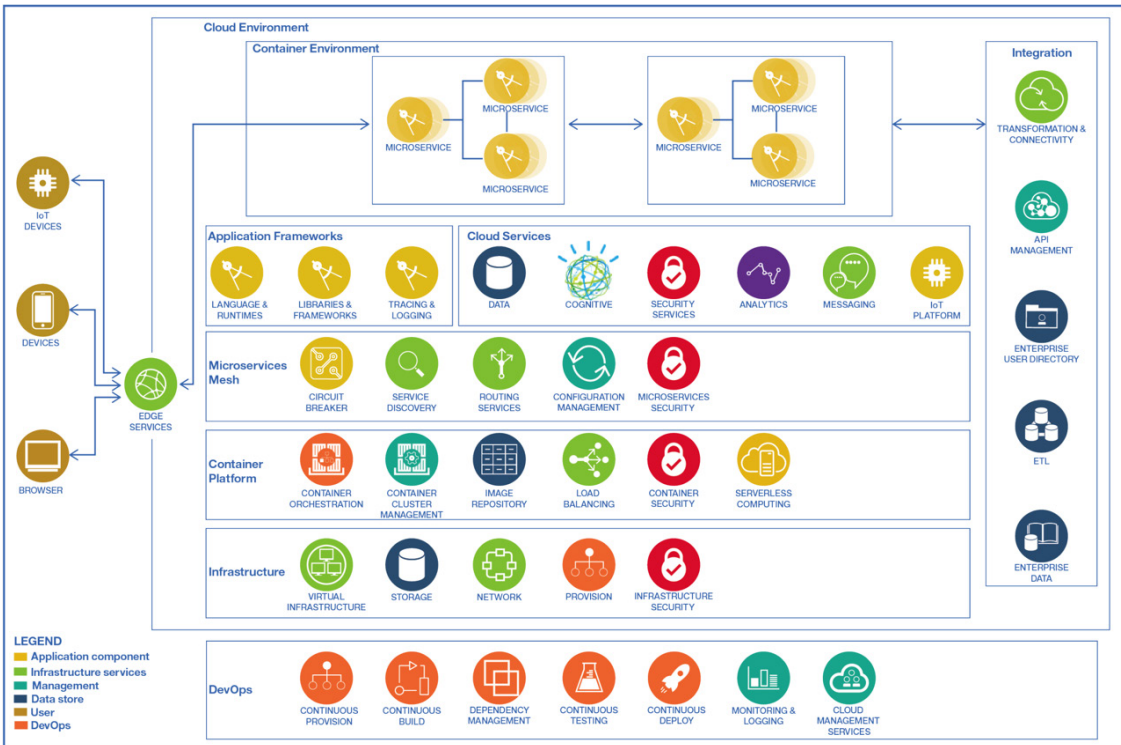 Cloud Environment
Container Environment
MICROSERVICE
MICROSERVICE
MICROSERVICE
MICROSERVICE
MICROSERVICE
MICROSERVICE
Integration
TRANSFORMATION &
CONNECTIVITY
API
MANAGEMENT
ENTERPRISE
USER DIRECTORY
ETL
ENTERPRISE
DATA
IoT
DEVICES
DEVICES
BROWSER
EDGE
SERVICES
Application Frameworks
LANGUAGE &
RUNTIMES
LIBRARIES &
FRAMEWORKS
TRACING &
LOGGING
Cloud Services
DATA
COGNITIVE
SECURITY
SERVICES
ANALYTICS
MESSAGING
IoT
PLATFORM
Microservices
Mesh
CIRCUIT
BREAKER
SERVICE
DISCOVERY
ROUTING
SERVICES
CONFIGURATION
MANAGEMENT
MICROSERVICES
SECURITY
Container
Platform
CONTAINER
ORCHESTRATION
CONTAINER
CLUSTER
MANAGEMENT
IMAGE
REPOSITORY
LOAD
BALANCING
CONTAINER
SECURITY
SERVERLESS
COMPUTING
Infrastructure
VIRTUAL
INFRASTRUCTURE
STORAGE
NETWORK
PROVISION
INFRASTRUCTURE
SECURITY
LEGEND
Application component
Infrastructure services
Management
Data store
User
DevOps
DevOps
CONTINUOUS
PROVISION
CONTINUOUS
BUILD
DEPENDENCY
MANAGEMENT
CONTINUOUS
TESTING
CONTINUOUS
DEPLOY
MONITORING &
LOGGING
CLOUD
MANAGEMENT
SERVICES